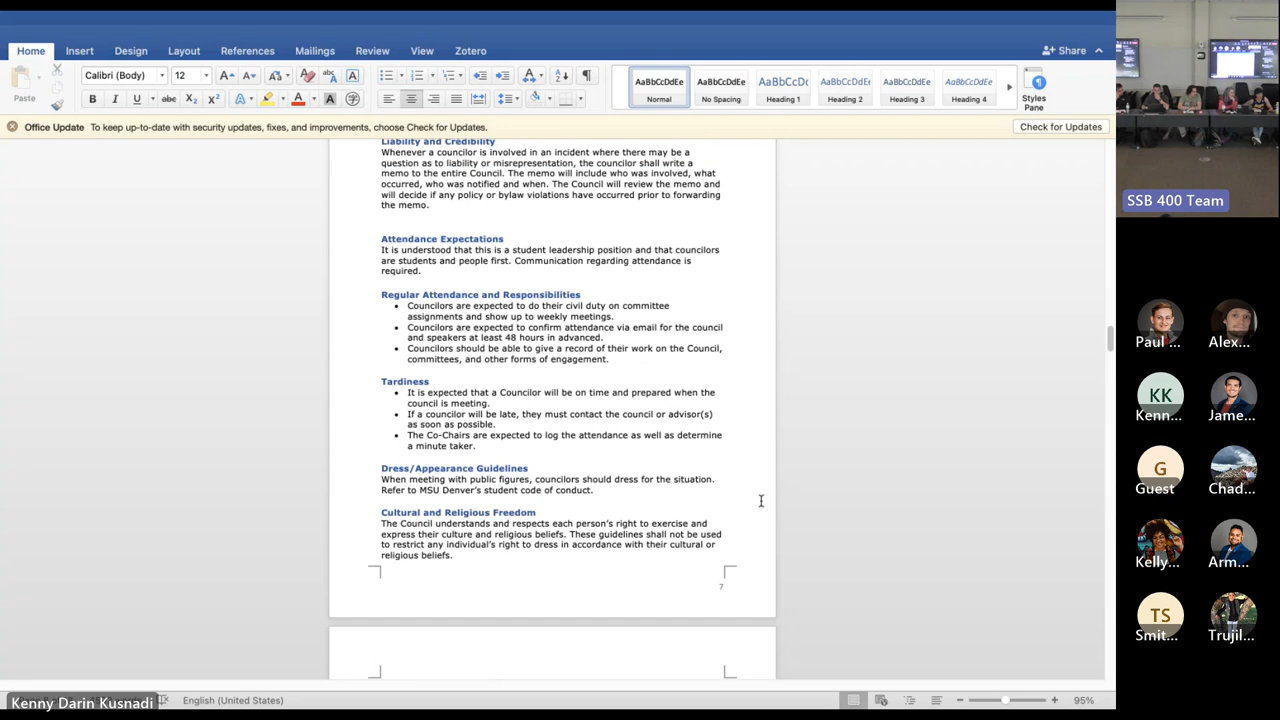 Home Insert Design Layout References Mailings Review View Zotero Share
Calibri (Body) 12
Paste
AaBbCcDdEe AaBbCcDdEe AaBbCcDc AaBbCcDdEe AaBbCcDdEe AaBbCcDdEe
Normal No Spacing Heading 1 Heading 2 Heading 3 Heading 4 Styles Pane
Office Update To keep up-to-date with security updates, fixes, and improvements, choose Check for Updates. Check for Updates
Liability and Credibility
Whenever a councilor is involved in an incident where there may be a
question as to liability or misrepresentation, the councilor shall write a
memo to the entire Council. The memo will include who was involved, what
occurred, who was notified and when. The Council will review the memo and
will decide if any policy or bylaw violations have occurred prior to forwarding
the memo.
Attendance Expectations
It is understood that this is a student leadership position and that councilors
are students and people first. Communication regarding attendance is
required.
Regular Attendance and Responsibilities
• Councilors are expected to do their civil duty on committee
assignments and show up to weekly meetings.
• Councilors are expected to confirm attendance via email for the council
and speakers at least 48 hours in advanced.
• Councilors should be able to give a record of their work on the Council,
committees, and other forms of engagement.
Tardiness
• It is expected that a Councilor will be on time and prepared when the
council is meeting.
• If a councilor will be late, they must contact the council or advisor(s)
as soon as possible.
• The Co-Chairs are expected to log the attendance as well as determine
a minute taker.
Dress/Appearance Guidelines
When meeting with public figures, councilors should dress for the situation.
Refer to MSU Denver's student code of conduct.
Cultural and Religious Freedom
The Council understands and respects each person's right to exercise and
express their culture and religious beliefs. These guidelines shall not be used
to restrict any individual's right to dress in accordance with their cultural or
religious beliefs.
7
English (United States) 95%
Kenny Darin Kusnadi
SSB 400 Team
Paul ... Alex...
KK
Kenn... Jame...
G
Guest Chad...
Kelly... Arm...
TS
Smit... Trujil...